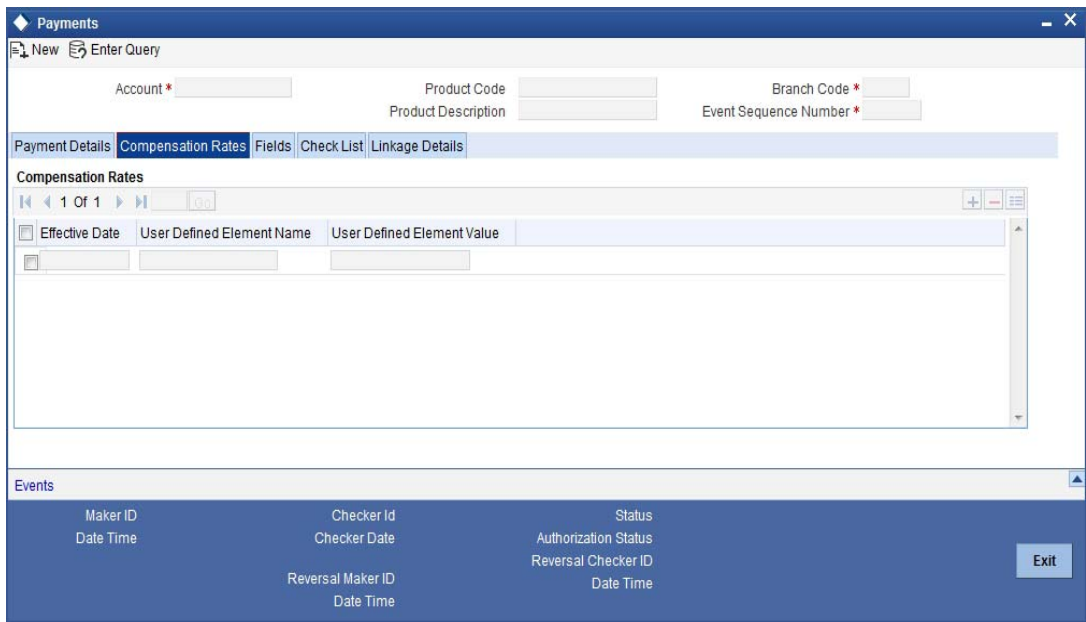 Payments
New Enter Query
Account * Product Code Branch Code *
Product Description Event Sequence Number *
Payment Details Compensation Rates Fields Check List Linkage Details
Compensation Rates
1 Of 1 Go
Effective Date User Defined Element Name User Defined Element Value
Events
Maker ID Checker Id Status
Date Time Checker Date Authorization Status
Reversal Checker ID
Exit
Reversal Maker ID Date Time
Date Time